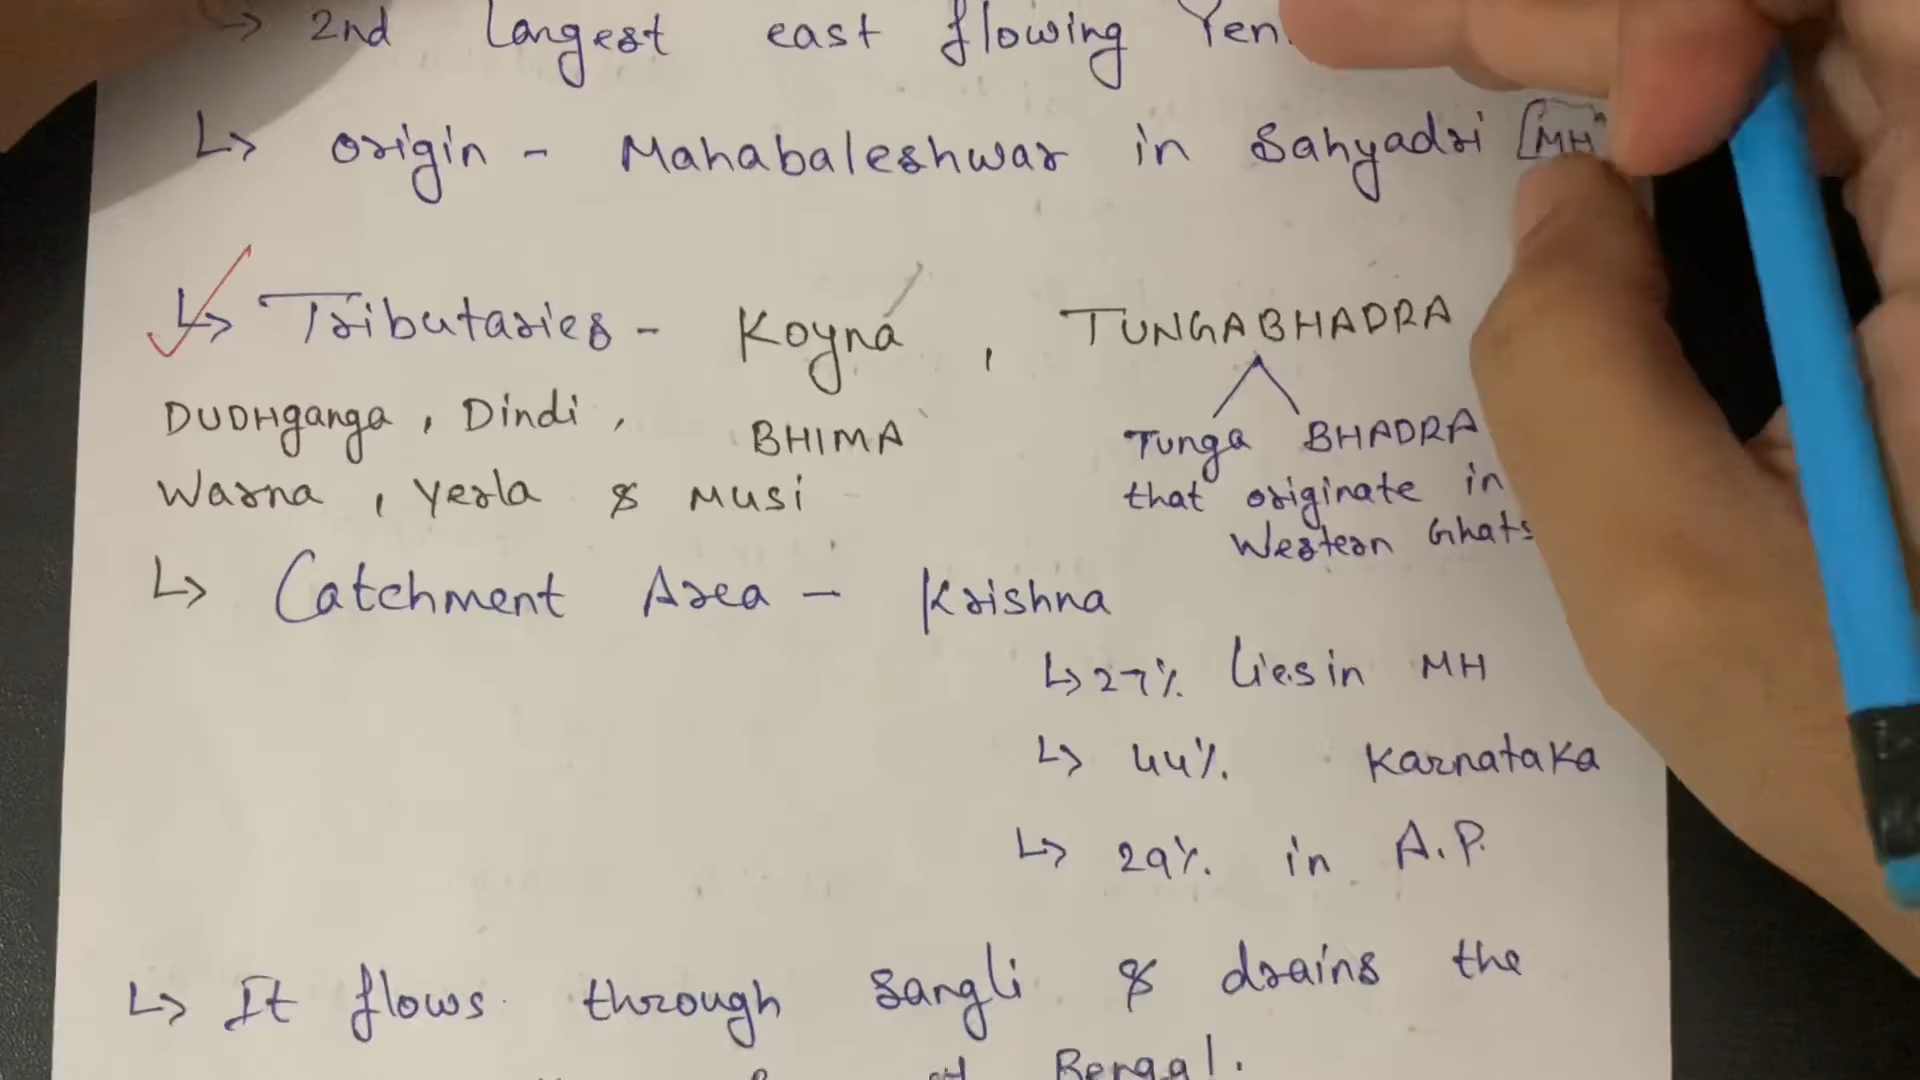 → 2nd largest east flowing
↳ origin - Mahabaleshwar in Sahyadri [MH
↳ Tributaries - Koyna, TUNGABHADRA
DUDHganga, Dindi, BHIMA
Tunga BHADRA
Warna, Yerla & MUSI
that originate in
Western Ghats
↳ Catchment Area - Krishna
↳ 27% lies in MH
↳ 44% Karnataka
↳ 29% in A.P.
↳ It flows through Sangli & drains the
Bengal.